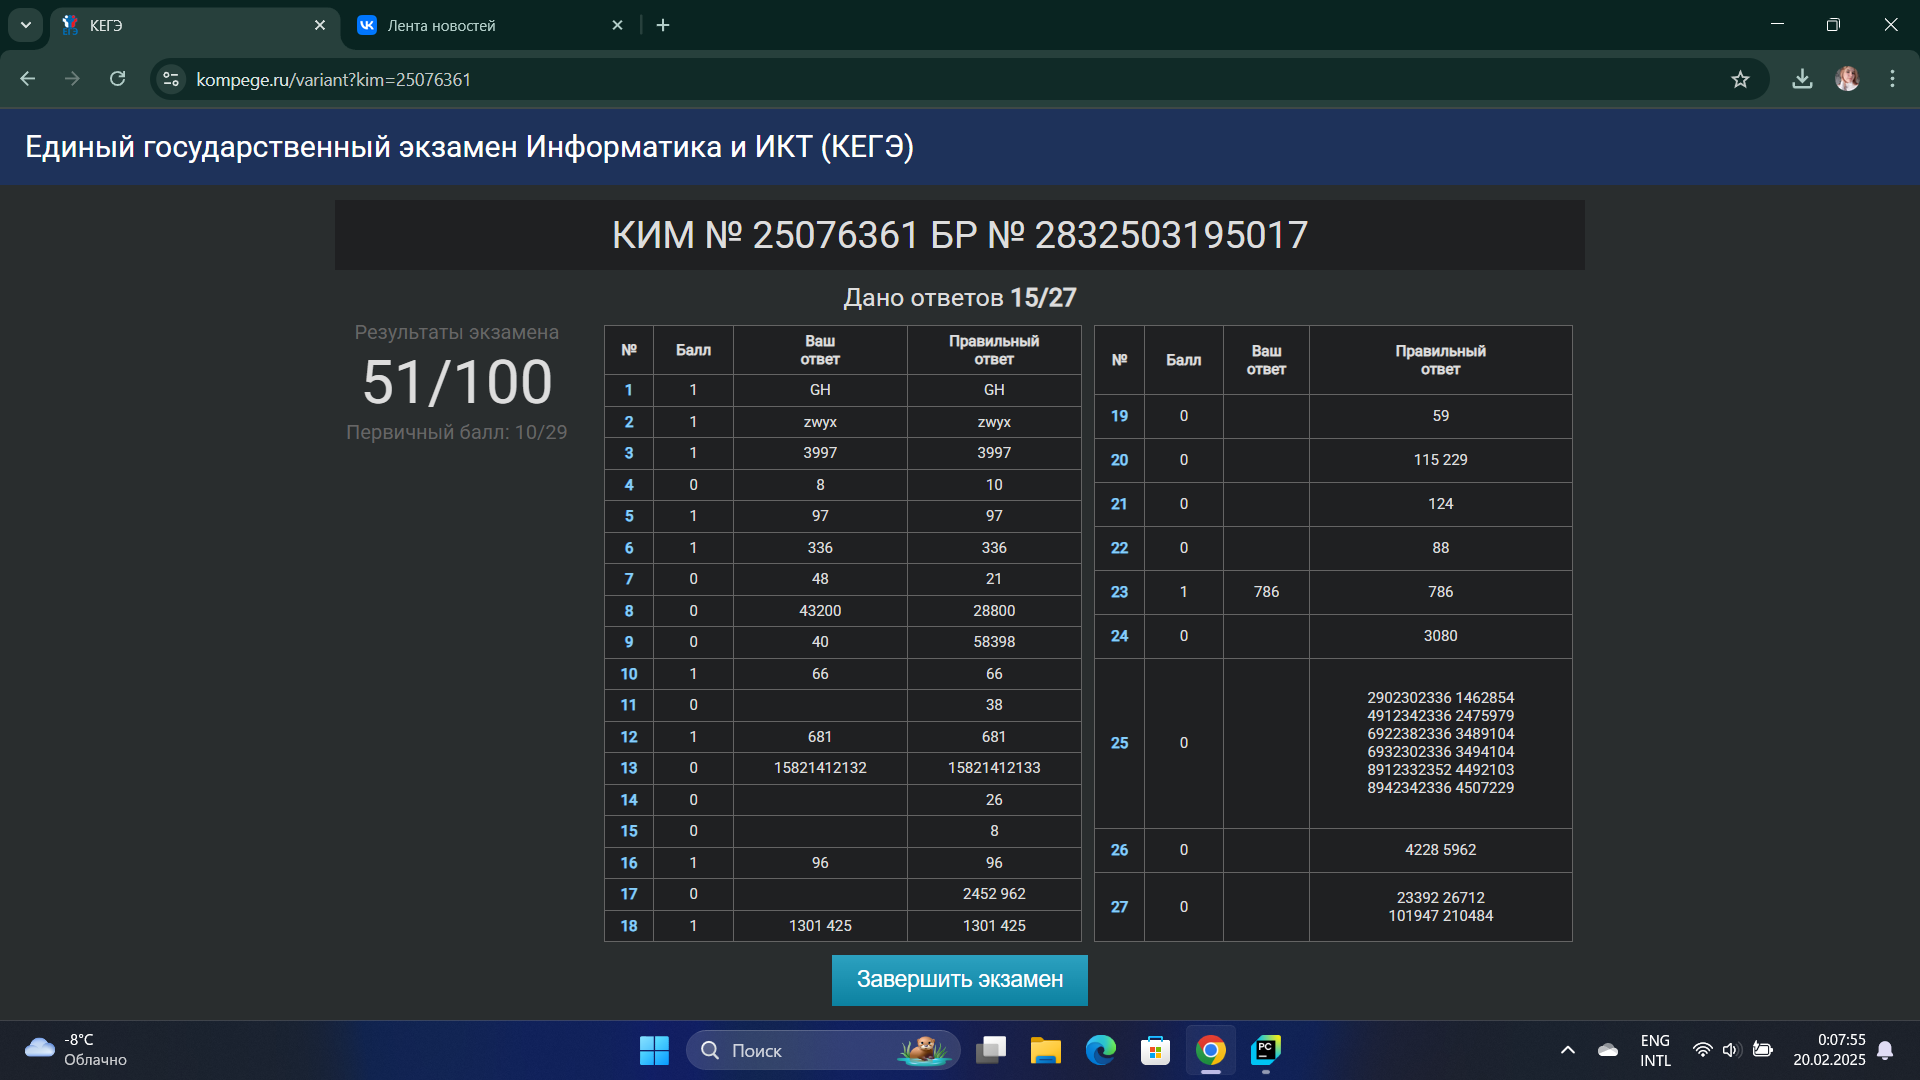 КЕГЭ
Лента новостей
kompege.ru/variant?kim=25076361
Единый государственный экзамен Информатика и ИКТ (КЕГЭ)
КИМ № 25076361 БР № 2832503195017
Дано ответов 15/27
Результаты экзамена
51/100
Первичный балл: 10/29
№ Балл Ваш ответ Правильный ответ
1 1 GH GH
2 1 zwyx zwyx
3 1 3997 3997
4 0 8 10
5 1 97 97
6 1 336 336
7 0 48 21
8 0 43200 28800
9 0 40 58398
10 1 66 66
11 0 38
12 1 681 681
13 0 15821412132 15821412133
14 0 26
15 0 8
16 1 96 96
17 0 2452 962
18 1 1301 425 1301 425
№ Балл Ваш ответ Правильный ответ
19 0 59
20 0 115 229
21 0 124
22 0 88
23 1 786 786
24 0 3080
25 0 2902302336 1462854
4912342336 2475979
6922382336 3489104
6932302336 3494104
8912332352 4492103
8942342336 4507229
26 0 4228 5962
27 0 23392 26712
101947 210484
Завершить экзамен
-8°C
Облачно
Поиск
PC
ENG
INTL
0:07:55
20.02.2025